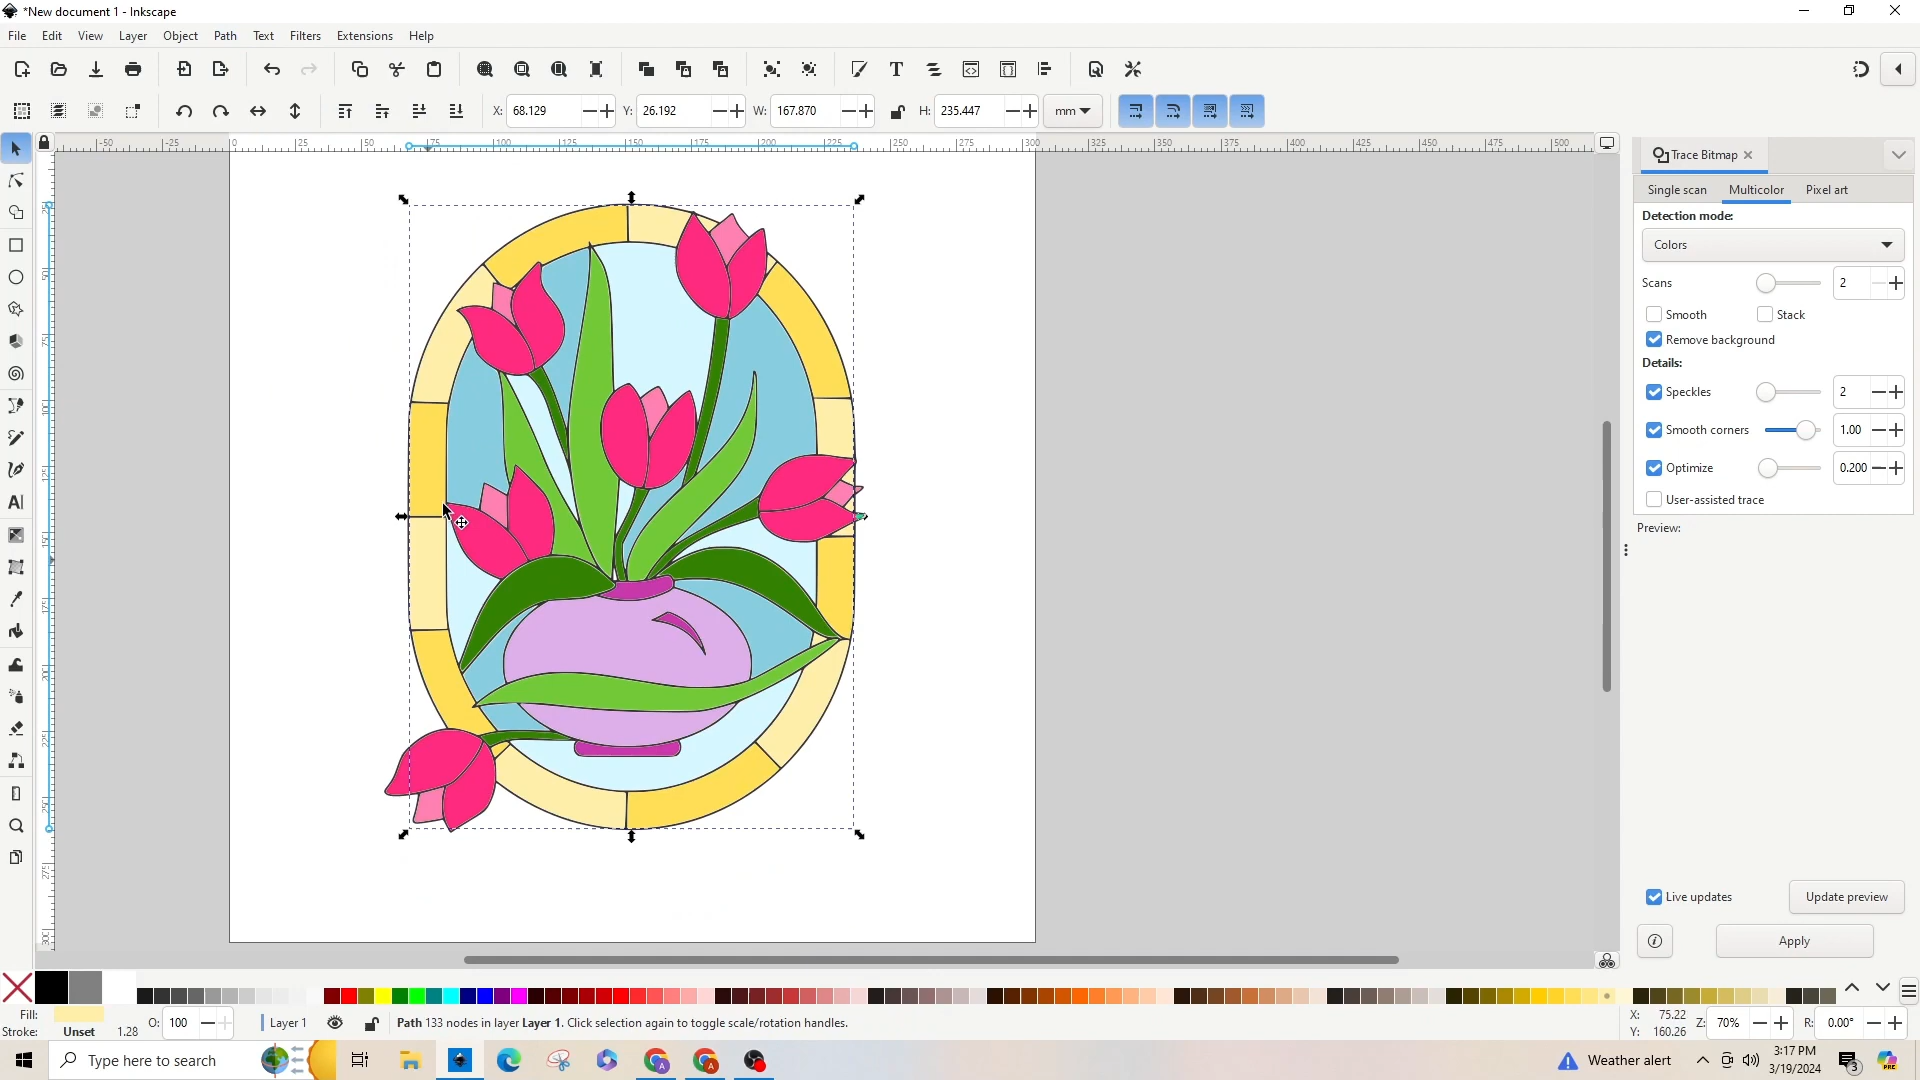 *New document 1 - Inkscape
File Edit View Layer Object Path Text Filters Extensions Help
X: 68.129 Y: 26.192 W: 167.870 H: 235.447 mm
Trace Bitmap
Single scan Multicolor Pixel art
Detection mode:
Colors
Scans 2
Smooth Stack
Remove background
Details:
Speckles 2
Smooth corners 1.00
Optimize 0.200
User-assisted trace
Preview:
Live updates Update preview
Apply
Fill:
Stroke: Unset 1.28 O: 100 Layer 1 Path 133 nodes in layer Layer 1. Click selection again to toggle scale/rotation handles.
X: 75.22
Y: 160.26
Z: 70% R: 0.00°
Type here to search
Weather alert
3:17 PM
3/19/2024
3